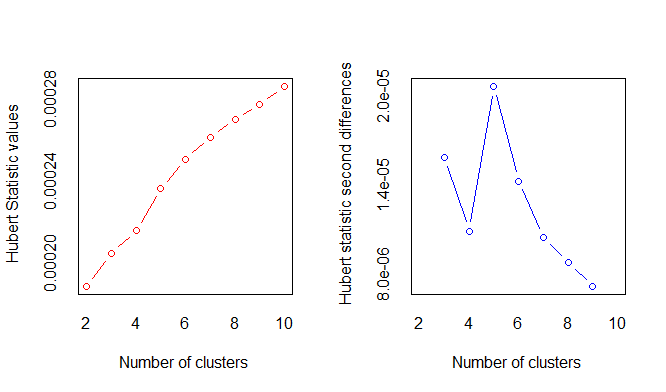 Hubert Statistic values
0.00020 0.00024 0.00028
2 4 6 8 10
Number of clusters
Hubert statistic second differences
8.0e-06 1.4e-05 2.0e-05
2 4 6 8 10
Number of clusters